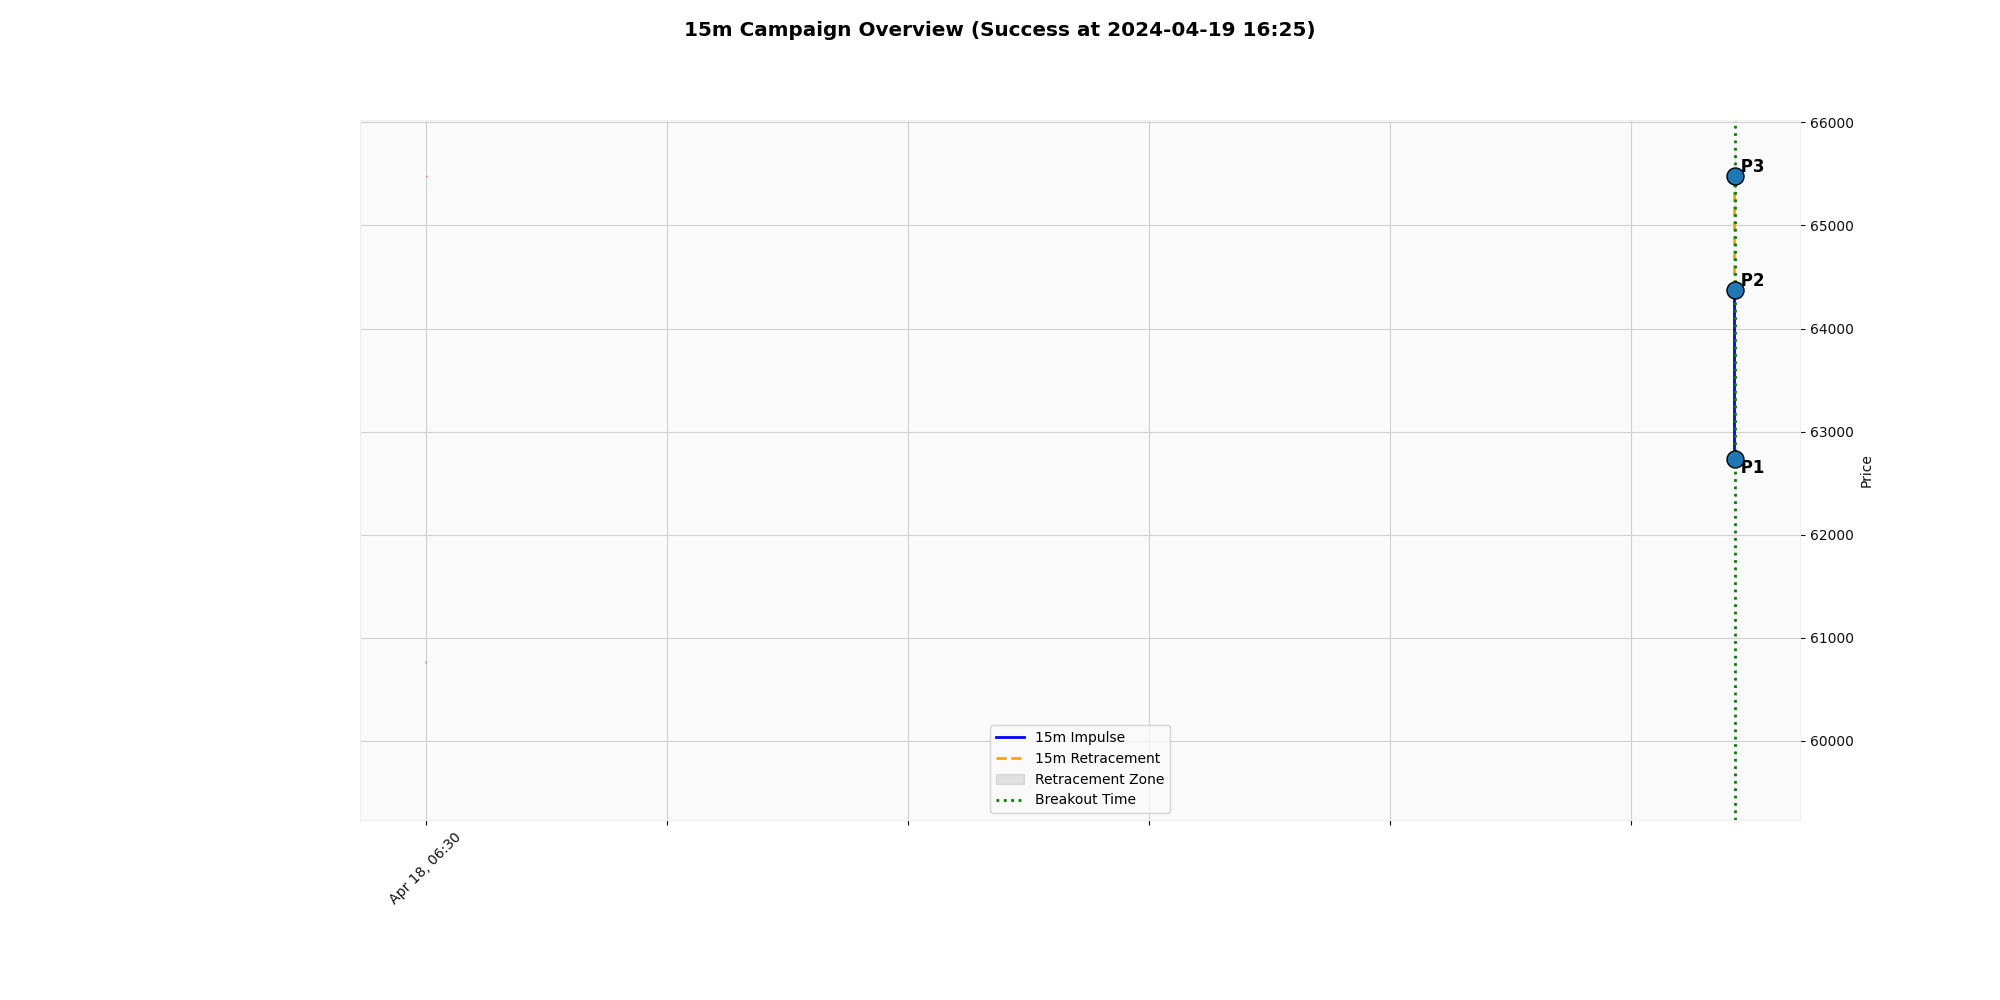 15m Campaign Overview (Success at 2024-04-19 16:25)
66000
P3
65000
P2
64000
63000
P1
Price
62000
61000
60000
15m Impulse
15m Retracement
Retracement Zone
Breakout Time
Apr 18, 06:30